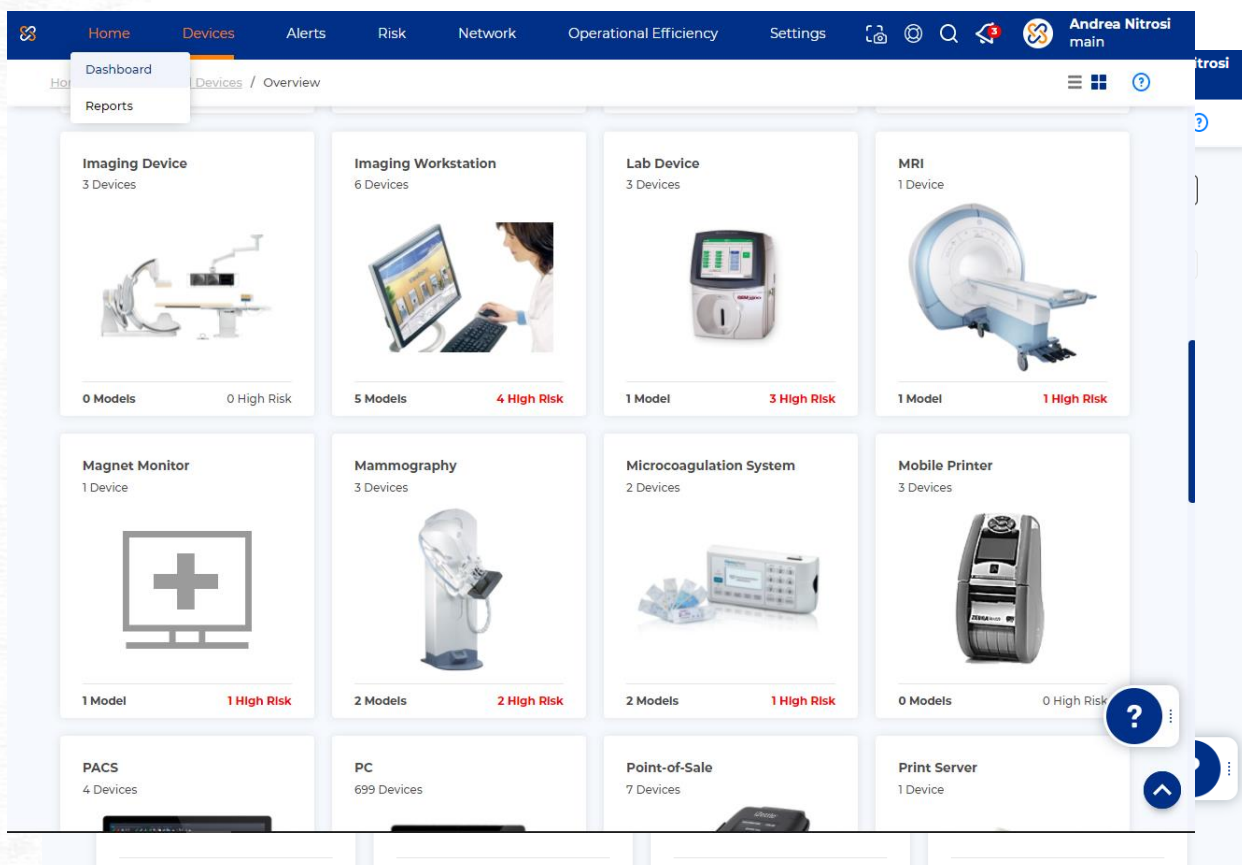 Home Devices Alerts Risk Network Operational Efficiency Settings 3 Andrea Nitrosi
main
trosi
Dashboard
Reports
Ho Devices / Overview
Imaging Device
3 Devices
0 Models 0 High Risk
Imaging Workstation
6 Devices
5 Models 4 High Risk
Lab Device
3 Devices
1 Model 3 High Risk
MRI
1 Device
1 Model 1 High Risk
Magnet Monitor
1 Device
1 Model 1 High Risk
Mammography
3 Devices
2 Models 2 High Risk
Microcoagulation System
2 Devices
2 Models 1 High Risk
Mobile Printer
3 Devices
0 Models 0 High Risk
?
PACS
4 Devices
PC
699 Devices
Point-of-Sale
7 Devices
Print Server
1 Device